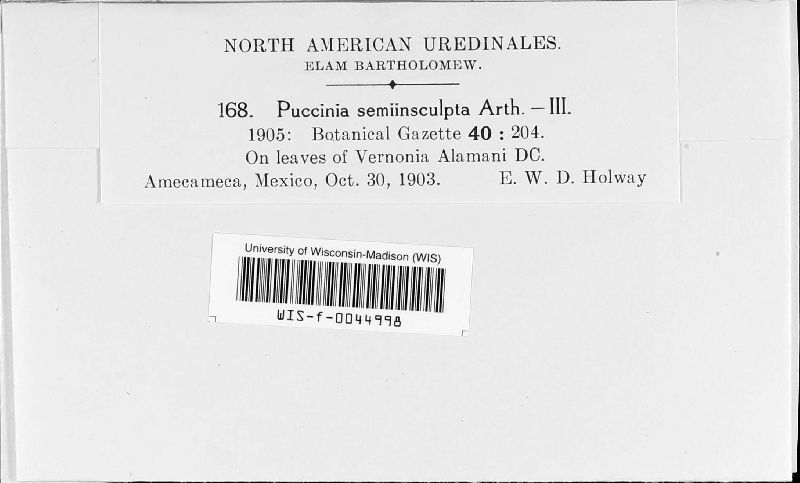 NORTH AMERICAN UREDINALES.
ELAM BARTHOLOMEW.
168. Puccinia semiinsculpta Arth. – III.
1905: Botanical Gazette 40 : 204.
On leaves of Vernonia Alamani DC.
Amecameca, Mexico, Oct. 30, 1903. E. W. D. Holway
University of Wisconsin-Madison (WIS)
WIS-f-0044998